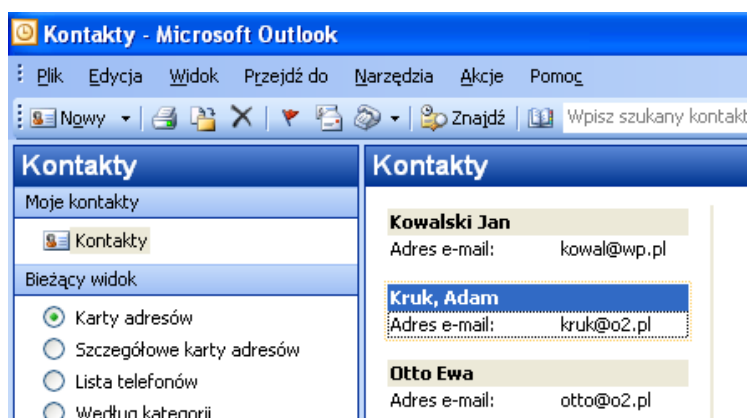 Kontakty - Microsoft Outlook
Plik Edycja Widok Przejdź do Narzędzia Akcje Pomoc
Nowy Znajdź Wpisz szukany kontakt
Kontakty
Moje kontakty
Kontakty
Bieżący widok
Karty adresów
Szczegółowe karty adresów
Lista telefonów
Według kategorii
Kontakty
Kowalski Jan
Adres e-mail: kowal@wp.pl
Kruk, Adam
Adres e-mail: kruk@o2.pl
Otto Ewa
Adres e-mail: otto@o2.pl